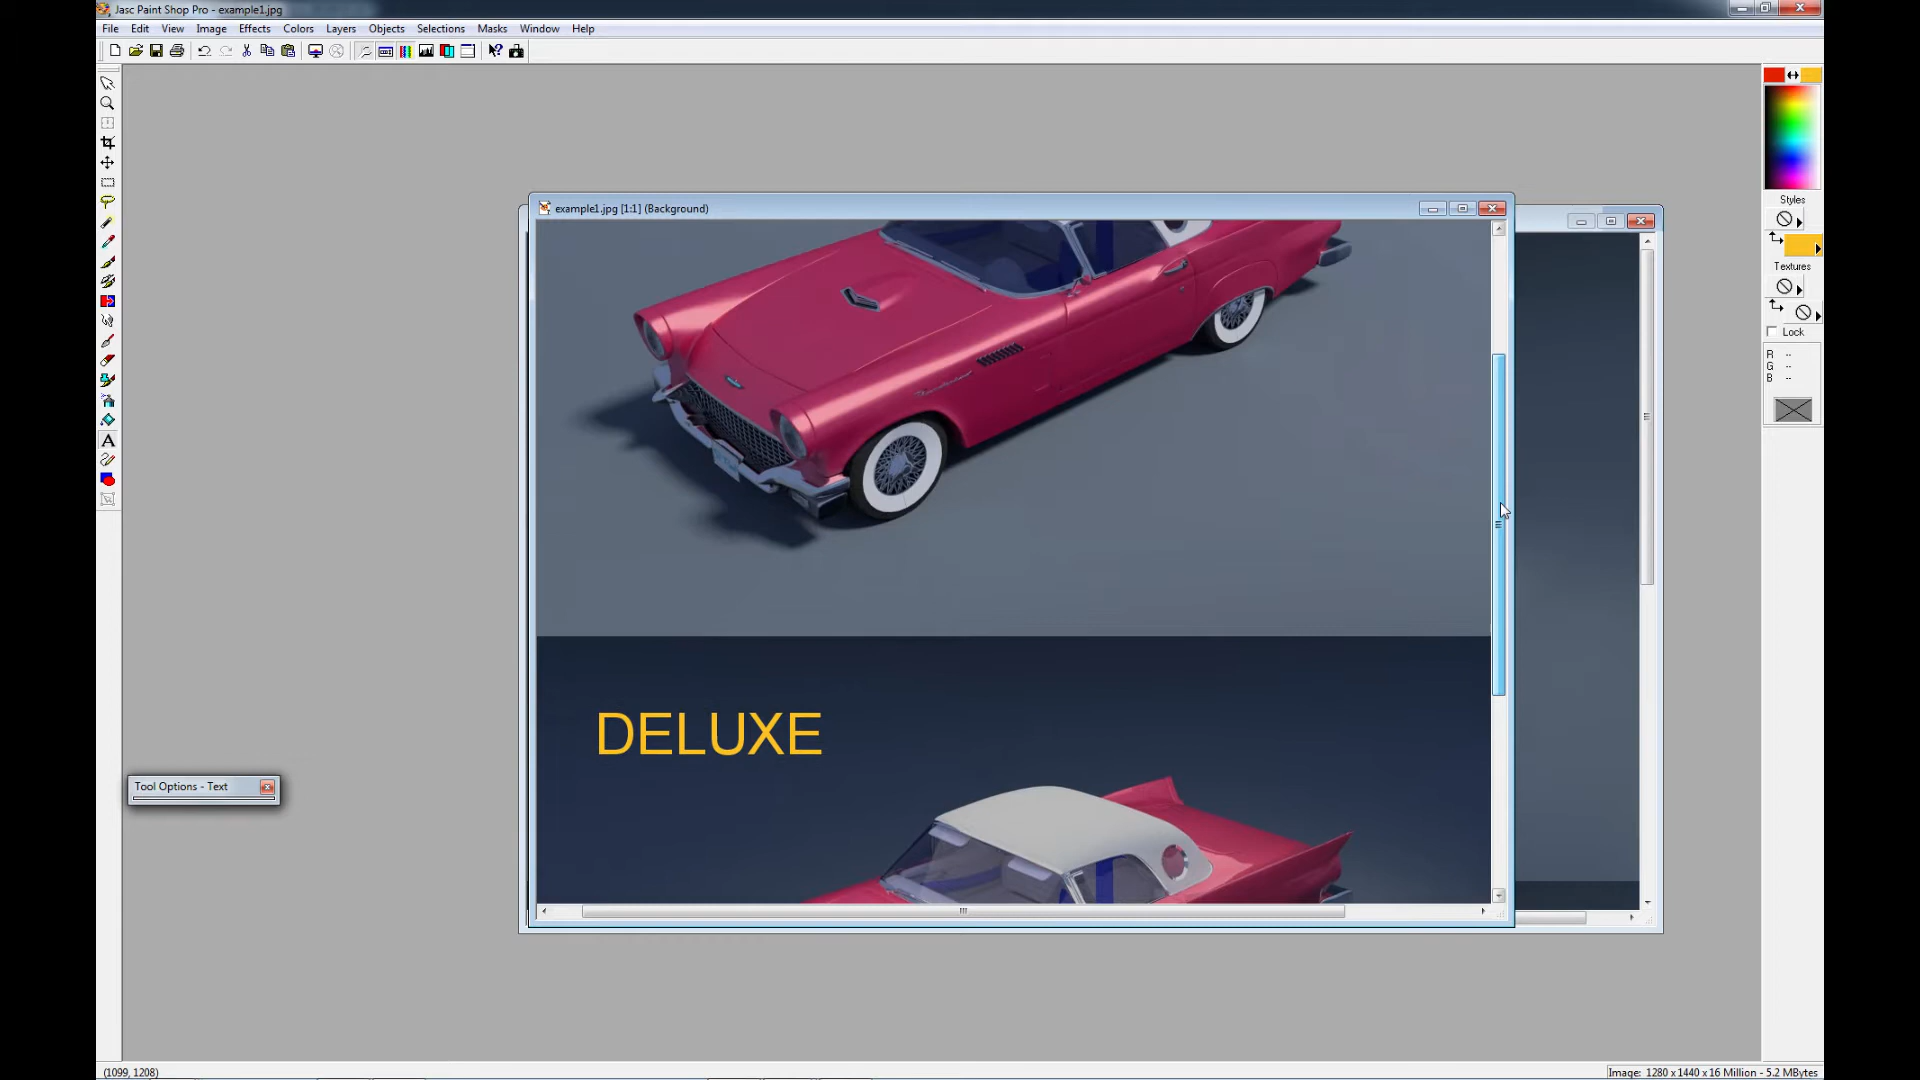 Jasc Paint Shop Pro - example1.jpg
File Edit View Image Effects Colors Layers Objects Selections Masks Window Help
Styles
Textures
Lock
R --
G --
B --
example1.jpg [1:1] (Background)
DELUXE
Tool Options - Text
(1099, 1208)
Image: 1280 x 1440 x 16 Million - 5.2 MBytes